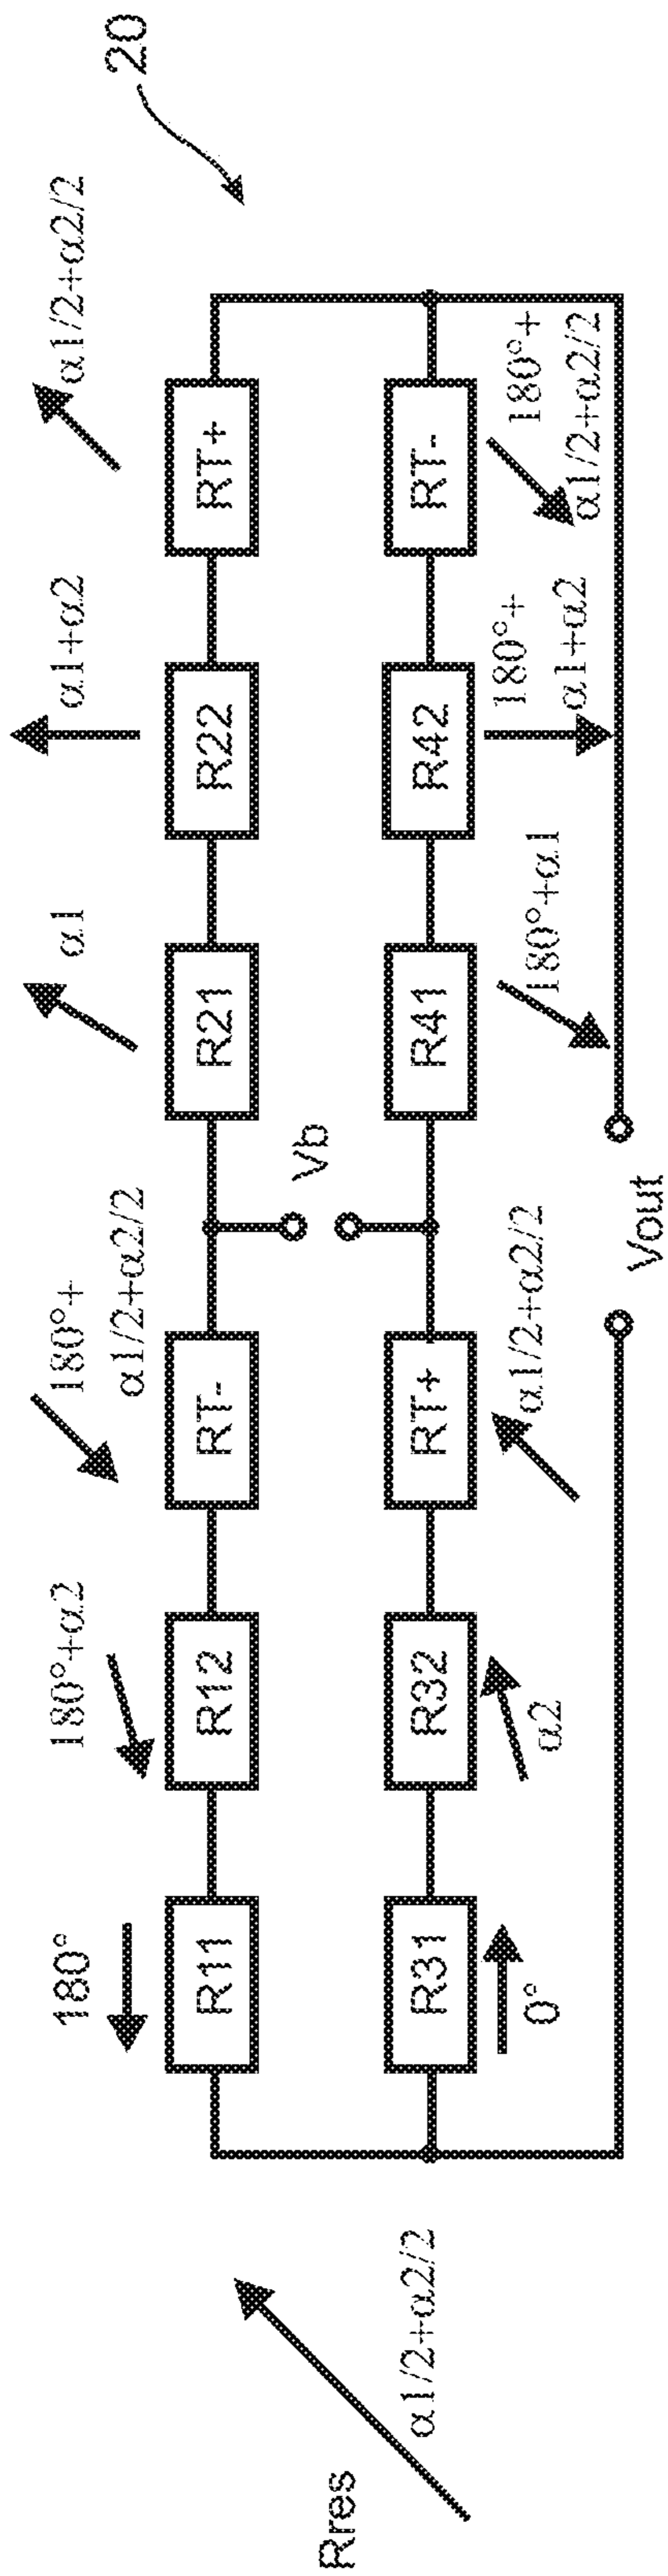 20
180°
180°+α2
180°+
α1/2+α2/2
α1
α1+α2
α1/2+α2/2
R11
R12
RT-
R21
R22
RT+
Vb
R31
R32
RT+
R41
R42
RT-
0°
α2
α1/2+α2/2
180°+α1
180°+
α1+α2
180°+
α1/2+α2/2
Vout
Rres
α1/2+α2/2